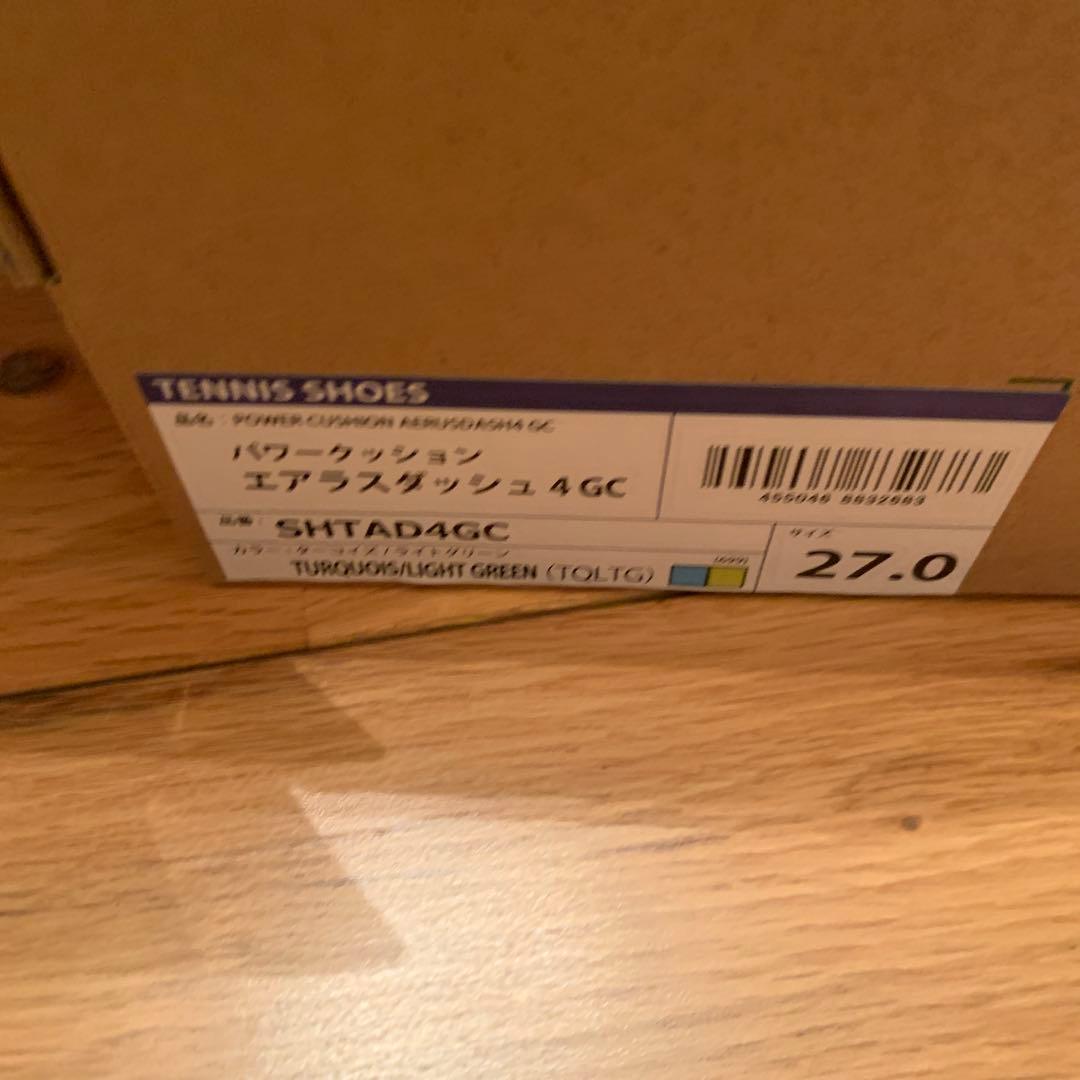 TENNIS SHOES
品名：POWER CUSHION AERUSDASH4 GC
パワークッション
エアラスダッシュ 4 GC
品番：SHTAD4GC
カラー：ターコイズ/ライトグリーン
TURQUOIS/LIGHT GREEN (TQLTG)
(699)
サイズ
27.0